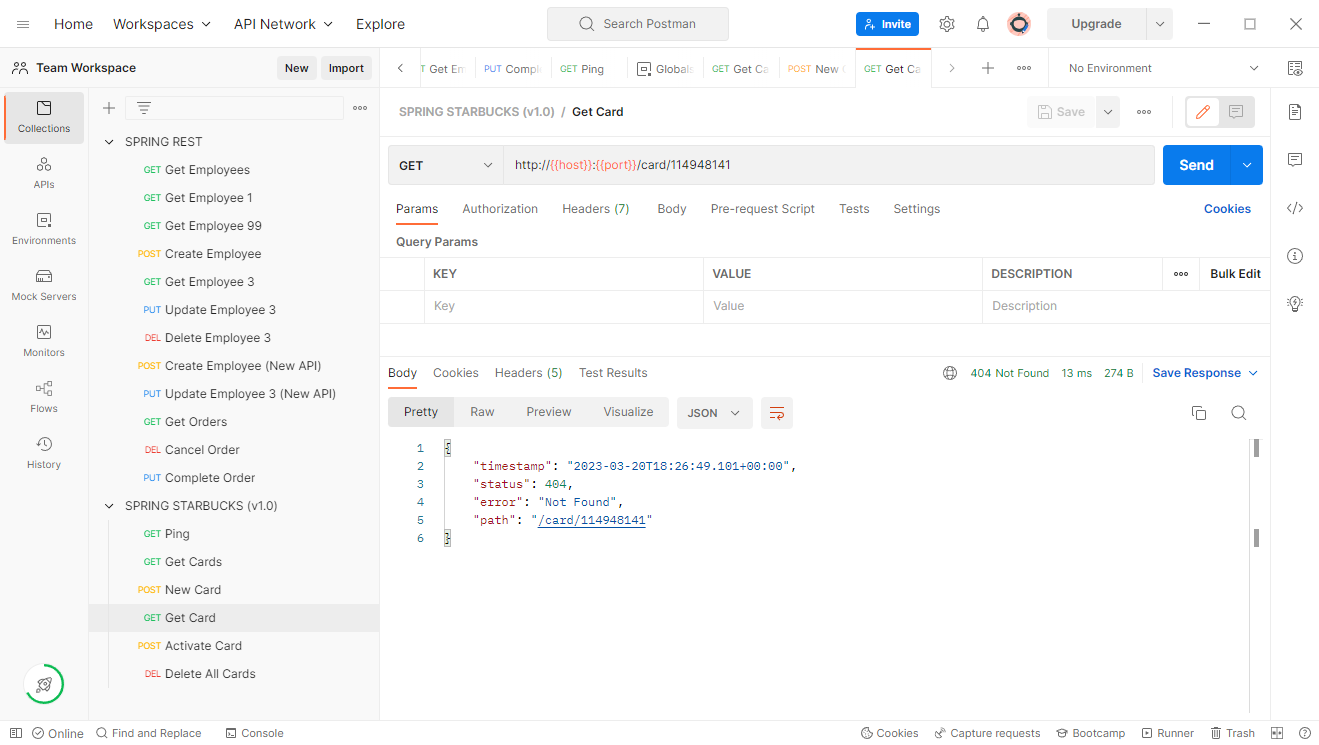 Home Workspaces API Network Explore Search Postman Invite Upgrade
Team Workspace New Import
GET Get Em PUT Compl GET Ping Globals GET Get Ca POST New GET Get Ca No Environment
Collections
APIs
Environments
Mock Servers
Monitors
Flows
History
SPRING REST
GET Get Employees
GET Get Employee 1
GET Get Employee 99
POST Create Employee
GET Get Employee 3
PUT Update Employee 3
DEL Delete Employee 3
POST Create Employee (New API)
PUT Update Employee 3 (New API)
GET Get Orders
DEL Cancel Order
PUT Complete Order
SPRING STARBUCKS (v1.0)
GET Ping
GET Get Cards
POST New Card
GET Get Card
POST Activate Card
DEL Delete All Cards
SPRING STARBUCKS (v1.0) / Get Card Save
GET http://{{host}}:{{port}}/card/114948141 Send
Params Authorization Headers (7) Body Pre-request Script Tests Settings Cookies
Query Params
KEY VALUE DESCRIPTION Bulk Edit
Key Value Description
Body Cookies Headers (5) Test Results 404 Not Found 13 ms 274 B Save Response
Pretty Raw Preview Visualize JSON
1 {
2 "timestamp": "2023-03-20T18:26:49.101+00:00",
3 "status": 404,
4 "error": "Not Found",
5 "path": "/card/114948141"
6 }
Online Find and Replace Console Cookies Capture requests Bootcamp Runner Trash